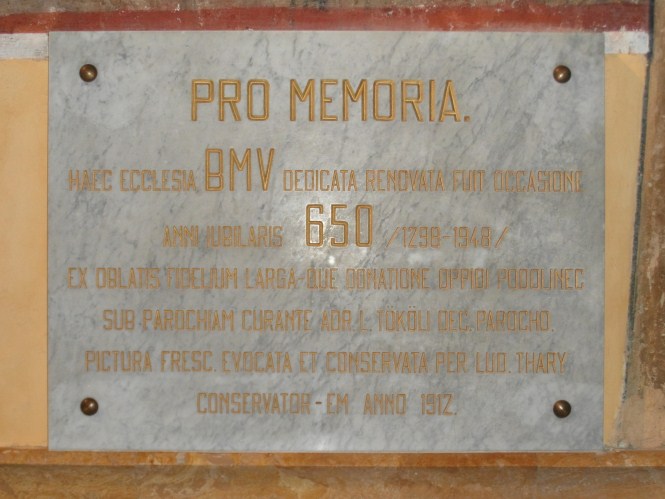 PRO MEMORIA.
HAEC ECCLESIA BMV DEDICATA RENOVATA FUIT OCCASIONE
ANNI IUBILARIS 650 /1298-1948/
EX OBLATIS FIDELIUM LARGA-QUE DONATIONE OPPIDI PODOLINEC
SUB PAROCHIAM CURANTE ADR. L. TÖKÖLI DEC. PAROCHO.
PICTURA FRESC. EVOCATA ET CONSERVATA PER LUD. THARY
CONSERVATOR-EM ANNO 1912.